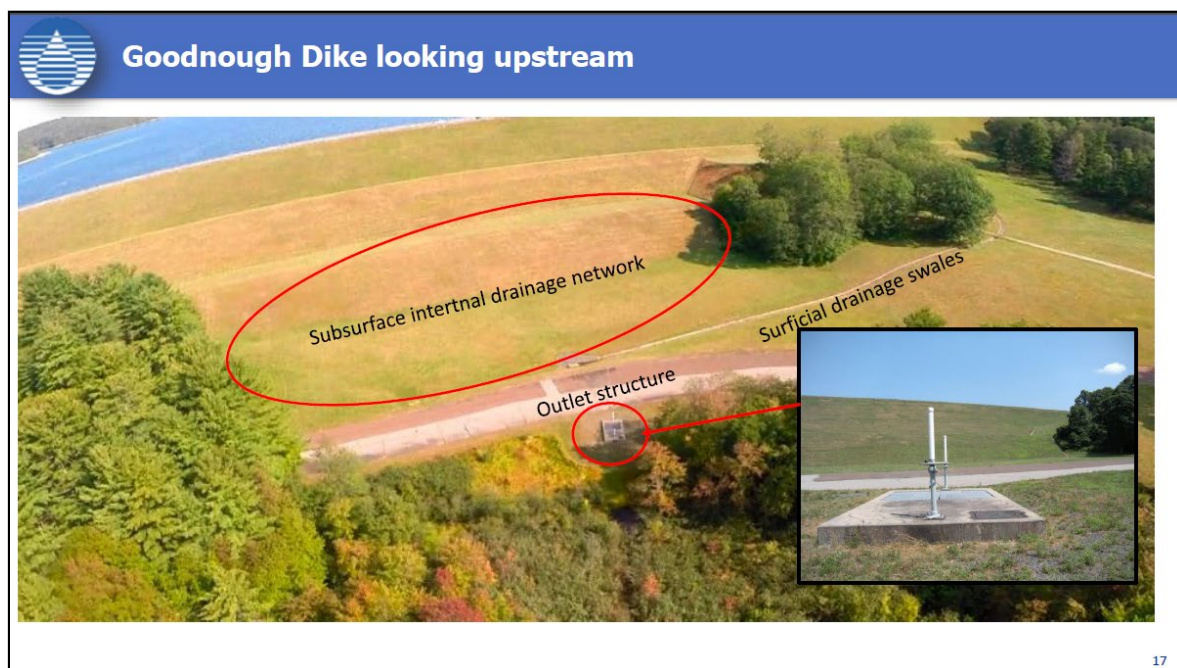 Goodnough Dike looking upstream
Subsurface intertnal drainage network
Surficial drainage swales
Outlet structure
17